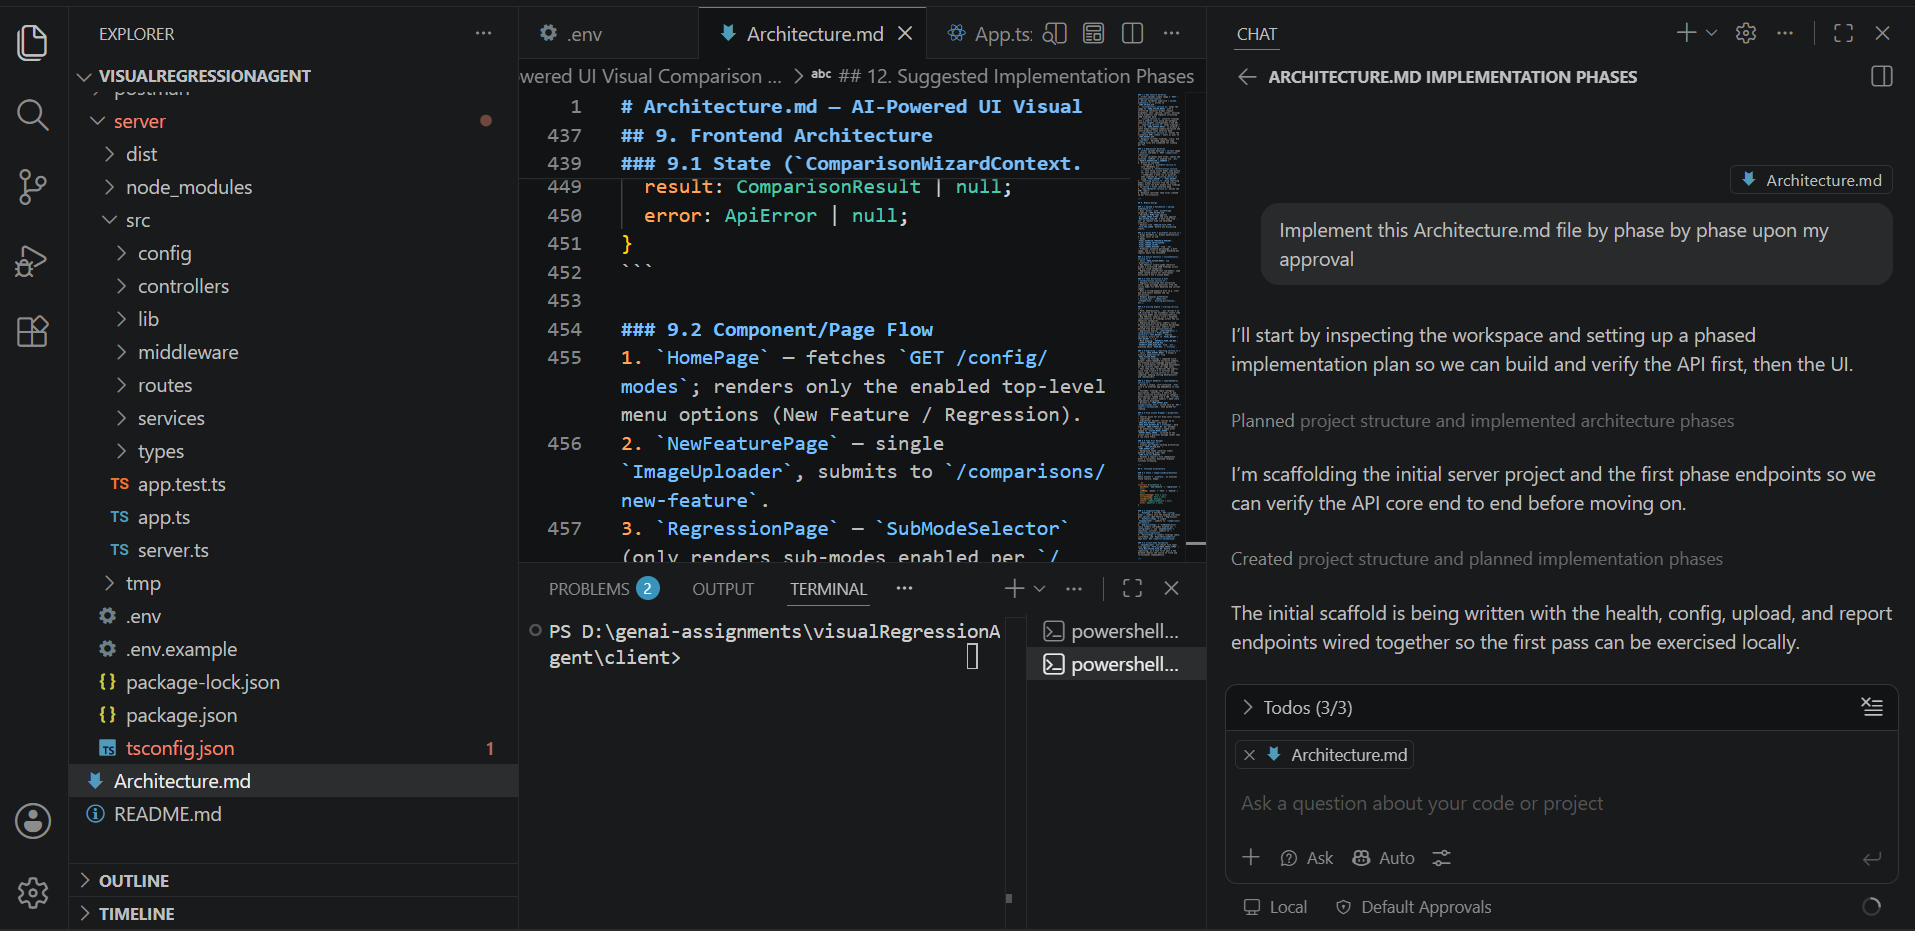 EXPLORER
VISUALREGRESSIONAGENT
postman
server
dist
node_modules
src
config
controllers
lib
middleware
routes
services
types
TS app.test.ts
TS app.ts
TS server.ts
tmp
.env
.env.example
{} package-lock.json
{} package.json
TS tsconfig.json 1
Architecture.md
README.md
OUTLINE
TIMELINE
.env
Architecture.md
App.ts
wered UI Visual Comparison ... > abc ## 12. Suggested Implementation Phases
1 # Architecture.md — AI-Powered UI Visual
437 ## 9. Frontend Architecture
439 ### 9.1 State (`ComparisonWizardContext.
449 result: ComparisonResult | null;
450 error: ApiError | null;
451 }
452 ```
453
454 ### 9.2 Component/Page Flow
455 1. `HomePage` — fetches `GET /config/
modes`; renders only the enabled top-level
menu options (New Feature / Regression).
456 2. `NewFeaturePage` — single
`ImageUploader`, submits to `/comparisons/
new-feature`.
457 3. `RegressionPage` — `SubModeSelector`
(only renders sub-modes enabled per `/
PROBLEMS 2
OUTPUT
TERMINAL
PS D:\genai-assignments\visualRegressionA
gent\client>
powershell...
powershell...
CHAT
ARCHITECTURE.MD IMPLEMENTATION PHASES
Architecture.md
Implement this Architecture.md file by phase by phase upon my
approval
I'll start by inspecting the workspace and setting up a phased
implementation plan so we can build and verify the API first, then the UI.
Planned project structure and implemented architecture phases
I'm scaffolding the initial server project and the first phase endpoints so we
can verify the API core end to end before moving on.
Created project structure and planned implementation phases
The initial scaffold is being written with the health, config, upload, and report
endpoints wired together so the first pass can be exercised locally.
Todos (3/3)
Architecture.md
Ask a question about your code or project
Ask
Auto
Local
Default Approvals